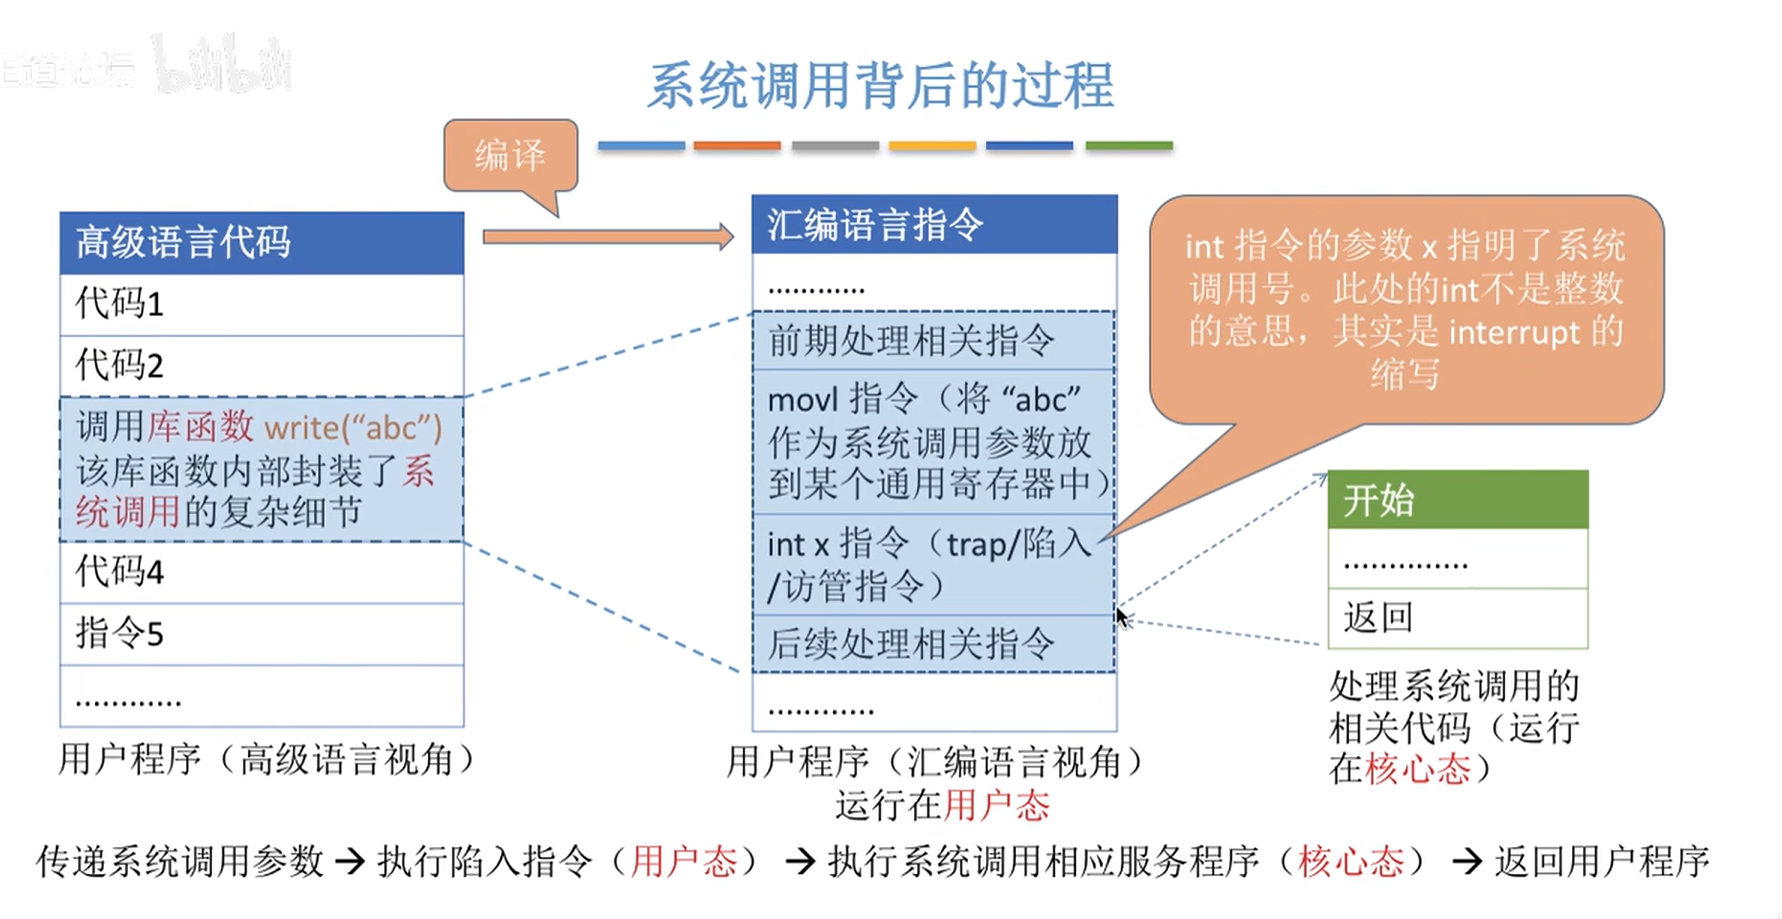 bilibili
系统调用背后的过程
编译
高级语言代码
代码1
代码2
调用库函数 write(“abc”)
该库函数内部封装了系
统调用的复杂细节
代码4
指令5
…………
用户程序（高级语言视角）
汇编语言指令
…………
前期处理相关指令
movl 指令（将 “abc”
作为系统调用参数放
到某个通用寄存器中）
int x 指令（trap/陷入
/访管指令）
后续处理相关指令
…………
用户程序（汇编语言视角）
运行在用户态
int 指令的参数 x 指明了系统
调用号。此处的int不是整数
的意思，其实是 interrupt 的
缩写
开始
……………
返回
处理系统调用的
相关代码（运行
在核心态）
传递系统调用参数 → 执行陷入指令（用户态） → 执行系统调用相应服务程序（核心态） → 返回用户程序